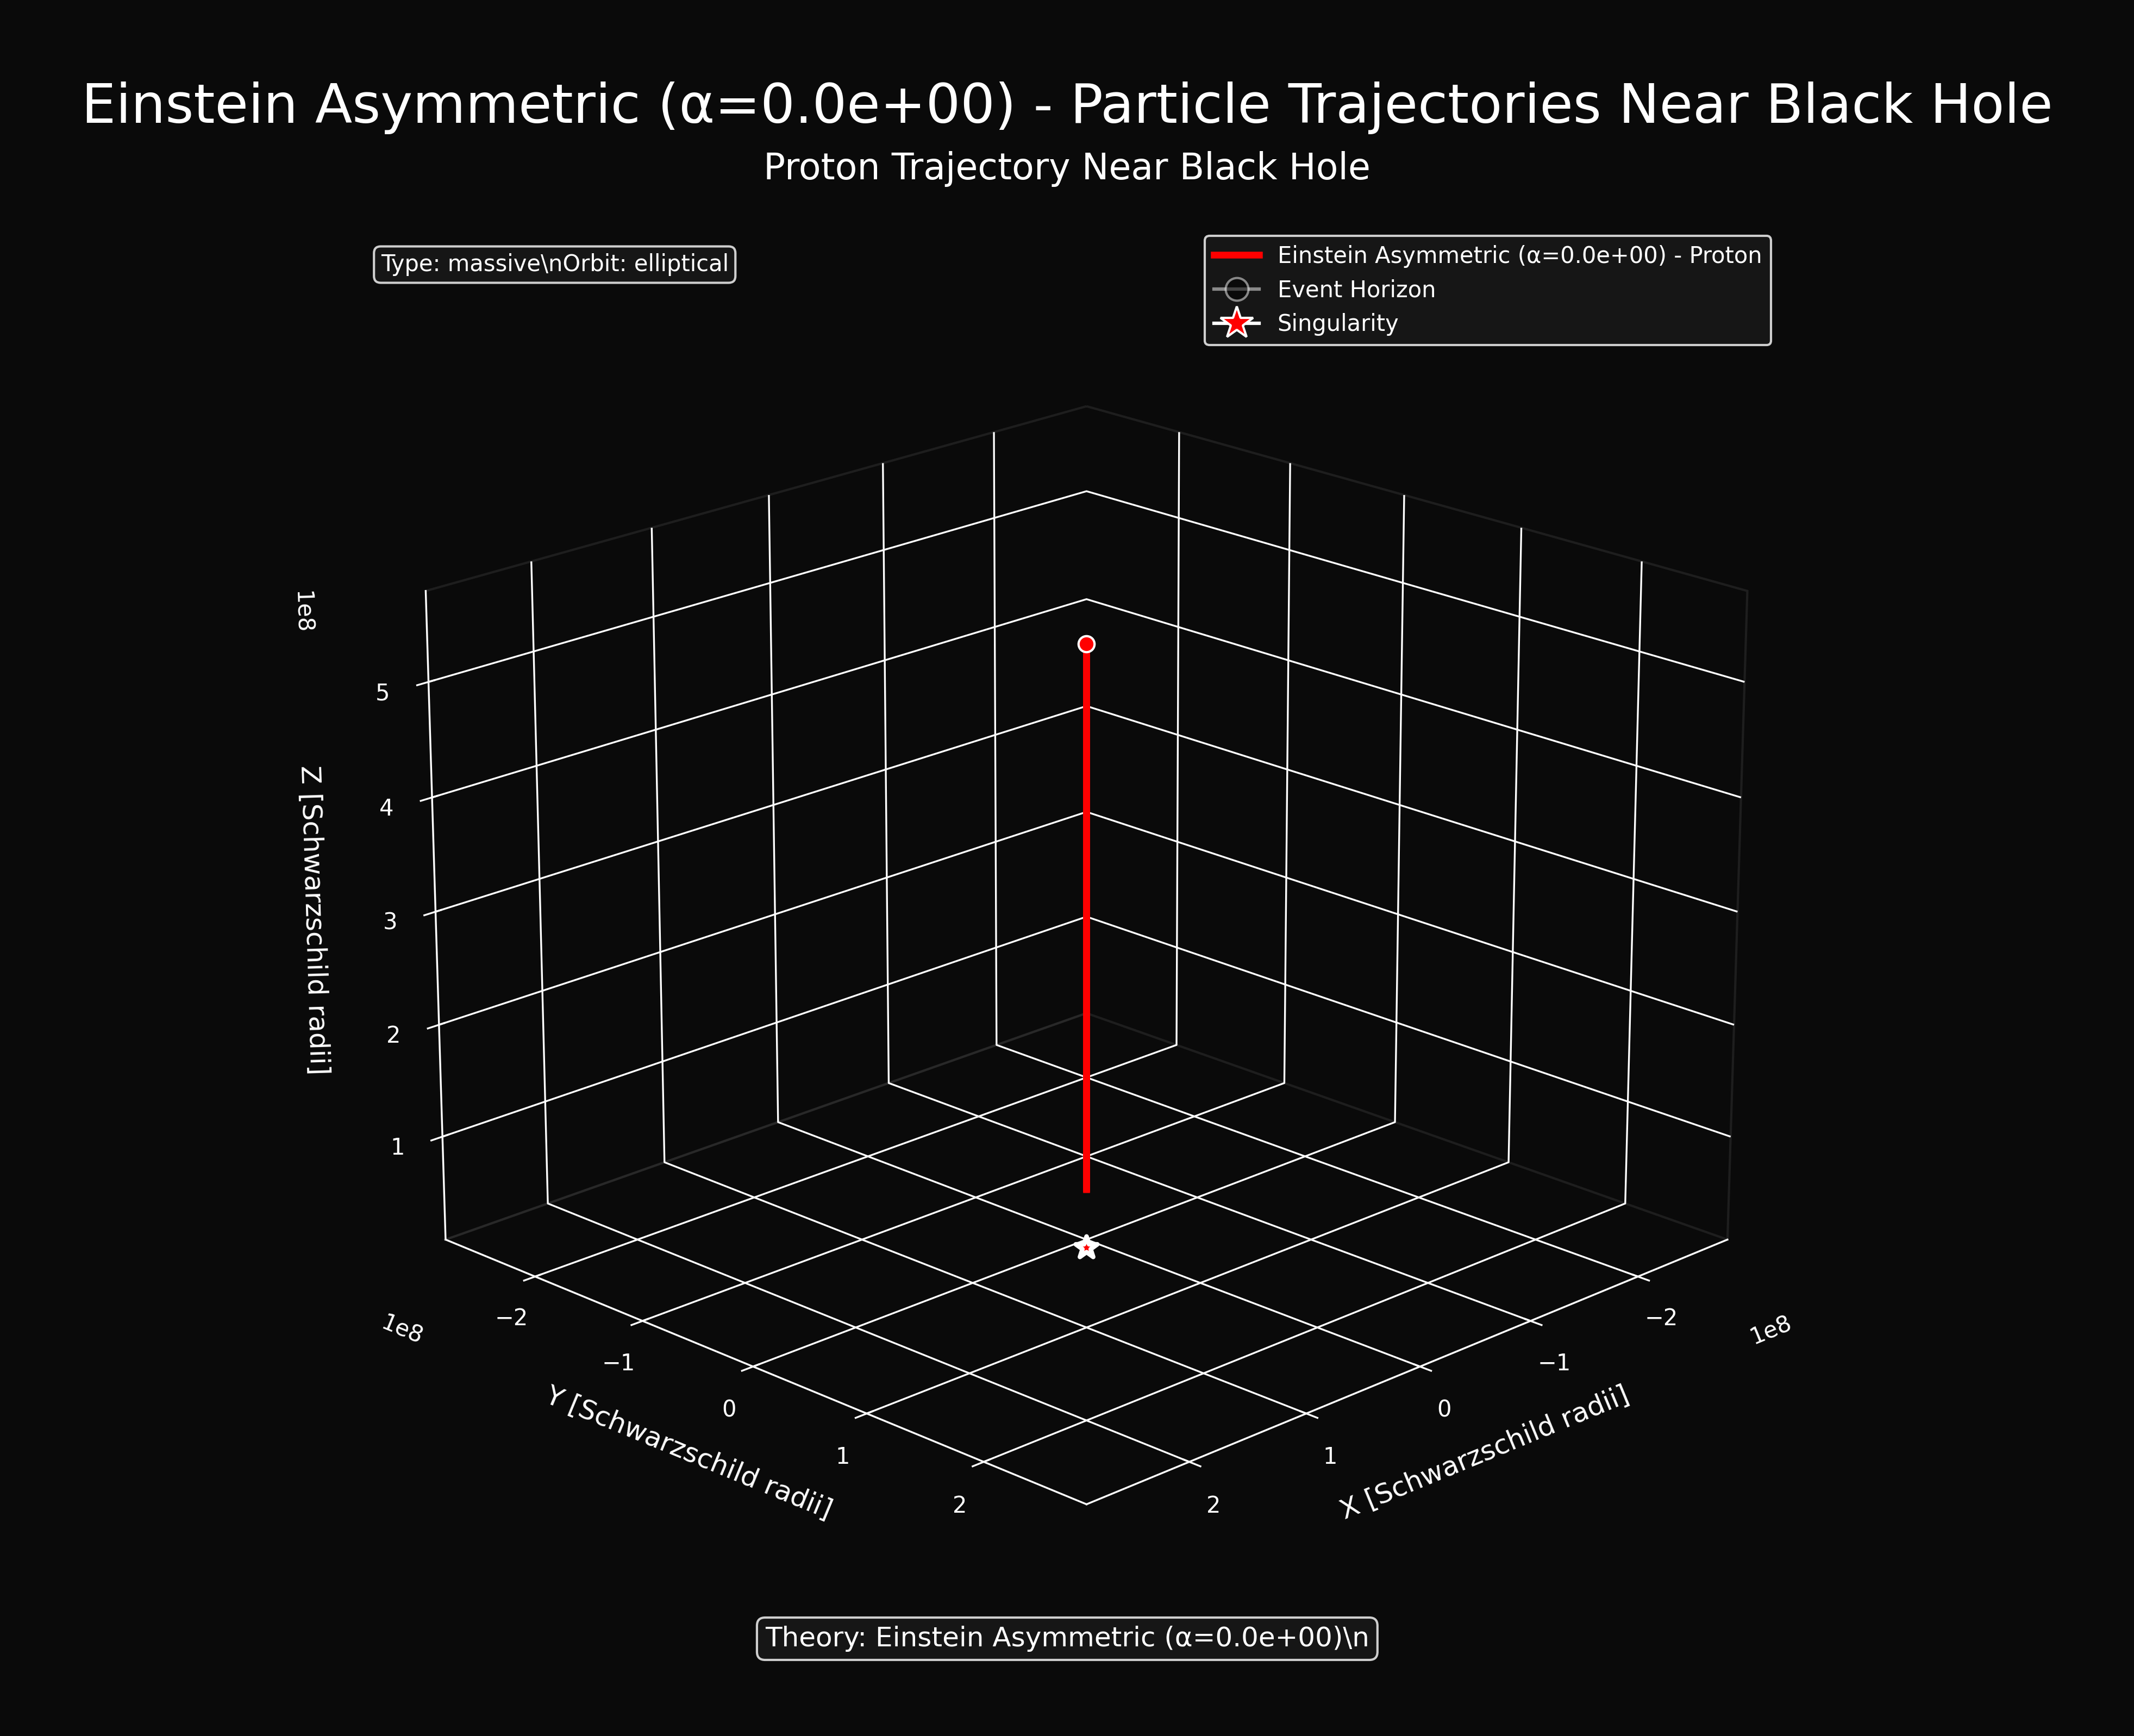 Einstein Asymmetric (α=0.0e+00) - Particle Trajectories Near Black Hole
Proton Trajectory Near Black Hole
Type: massive\nOrbit: elliptical
Einstein Asymmetric (α=0.0e+00) - Proton
Event Horizon
Singularity
1e8
5
4
3
2
1
Z [Schwarzschild radii]
1e8
−2
−1
0
1
2
Y [Schwarzschild radii]
1e8
−2
−1
0
1
2
X [Schwarzschild radii]
Theory: Einstein Asymmetric (α=0.0e+00)\n